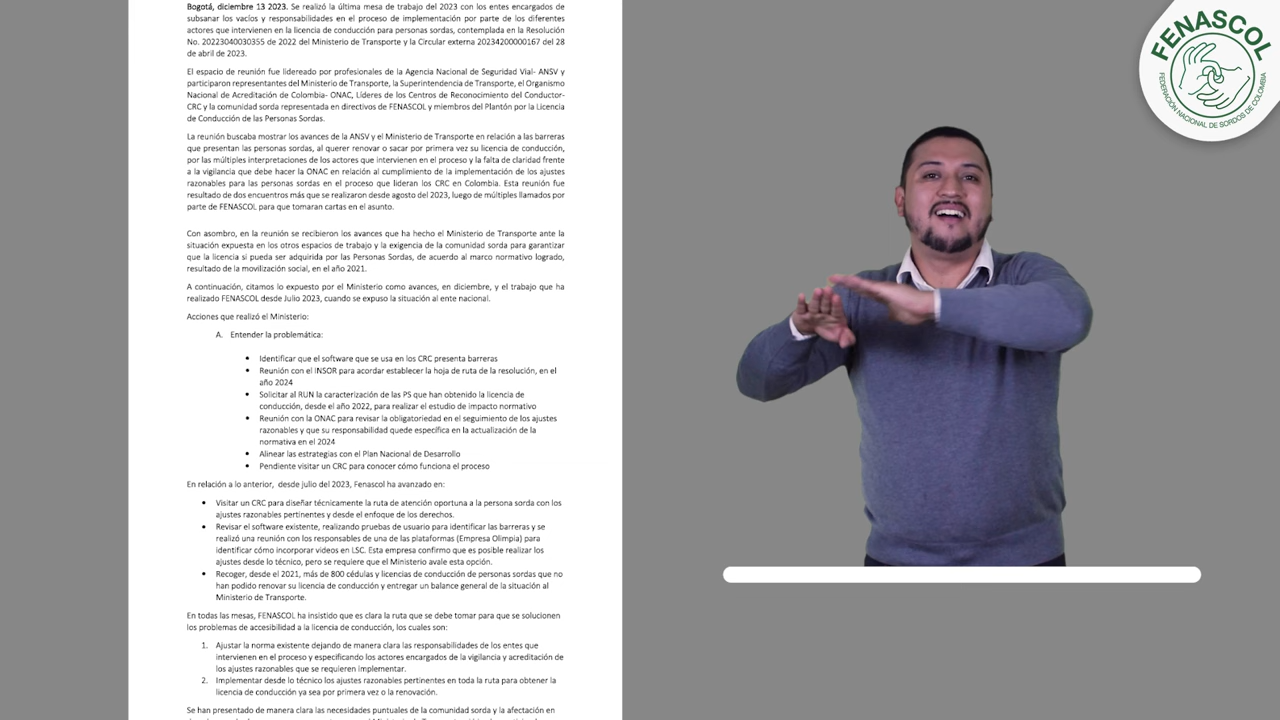 Bogotá, diciembre 13 2023. Se realizó la última mesa de trabajo del 2023 con los entes encargados de
subsanar los vacíos y responsabilidades en el proceso de implementación por parte de los diferentes
actores que intervienen en la licencia de conducción para personas sordas, contemplada en la Resolución
No. 20223040030355 de 2022 del Ministerio de Transporte y la Circular externa 20234200000167 del 28
de abril de 2023.
El espacio de reunión fue lidereado por profesionales de la Agencia Nacional de Seguridad Vial- ANSV y
participaron representantes del Ministerio de Transporte, la Superintendencia de Transporte, el Organismo
Nacional de Acreditación de Colombia- ONAC, Líderes de los Centros de Reconocimiento del Conductor-
CRC y la comunidad sorda representada en directivos de FENASCOL y miembros del Plantón por la Licencia
de Conducción de las Personas Sordas.
La reunión buscaba mostrar los avances de la ANSV y el Ministerio de Transporte en relación a las barreras
que presentan las personas sordas, al querer renovar o sacar por primera vez su licencia de conducción,
por las múltiples interpretaciones de los actores que intervienen en el proceso y la falta de claridad frente
a la vigilancia que debe hacer la ONAC en relación al cumplimiento de la implementación de los ajustes
razonables para las personas sordas en el proceso que lideran los CRC en Colombia. Esta reunión fue
resultado de dos encuentros más que se realizaron desde agosto del 2023, luego de múltiples llamados por
parte de FENASCOL para que tomaran cartas en el asunto.
Con asombro, en la reunión se recibieron los avances que ha hecho el Ministerio de Transporte ante la
situación expuesta en los otros espacios de trabajo y la exigencia de la comunidad sorda para garantizar
que la licencia si pueda ser adquirida por las Personas Sordas, de acuerdo al marco normativo logrado,
resultado de la movilización social, en el año 2021.
A continuación, citamos lo expuesto por el Ministerio como avances, en diciembre, y el trabajo que ha
realizado FENASCOL desde Julio 2023, cuando se expuso la situación al ente nacional.
Acciones que realizó el Ministerio:
A. Entender la problemática:
• Identificar que el software que se usa en los CRC presenta barreras
• Reunión con el INSOR para acordar establecer la hoja de ruta de la resolución, en el
año 2024
• Solicitar al RUN la caracterización de las PS que han obtenido la licencia de
conducción, desde el año 2022, para realizar el estudio de impacto normativo
• Reunión con la ONAC para revisar la obligatoriedad en el seguimiento de los ajustes
razonables y que su responsabilidad quede específica en la actualización de la
normativa en el 2024
• Alinear las estrategias con el Plan Nacional de Desarrollo
• Pendiente visitar un CRC para conocer cómo funciona el proceso
En relación a lo anterior, desde julio del 2023, Fenascol ha avanzado en:
• Visitar un CRC para diseñar técnicamente la ruta de atención oportuna a la persona sorda con los
ajustes razonables pertinentes y desde el enfoque de los derechos.
• Revisar el software existente, realizando pruebas de usuario para identificar las barreras y se
realizó una reunión con los responsables de una de las plataformas (Empresa Olimpia) para
identificar cómo incorporar videos en LSC. Esta empresa confirmo que es posible realizar los
ajustes desde lo técnico, pero se requiere que el Ministerio avale esta opción.
• Recoger, desde el 2021, más de 800 cédulas y licencias de conducción de personas sordas que no
han podido renovar su licencia de conducción y entregar un balance general de la situación al
Ministerio de Transporte.
En todas las mesas, FENASCOL ha insistido que es clara la ruta que se debe tomar para que se solucionen
los problemas de accesibilidad a la licencia de conducción, los cuales son:
1. Ajustar la norma existente dejando de manera clara las responsabilidades de los entes que
intervienen en el proceso y especificando los actores encargados de la vigilancia y acreditación de
los ajustes razonables que se requieren implementar.
2. Implementar desde lo técnico los ajustes razonables pertinentes en toda la ruta para obtener la
licencia de conducción ya sea por primera vez o la renovación.
Se han presentado de manera clara las necesidades puntuales de la comunidad sorda y la afectación en
FENASCOL
FEDERACIÓN NACIONAL DE SORDOS DE COLOMBIA